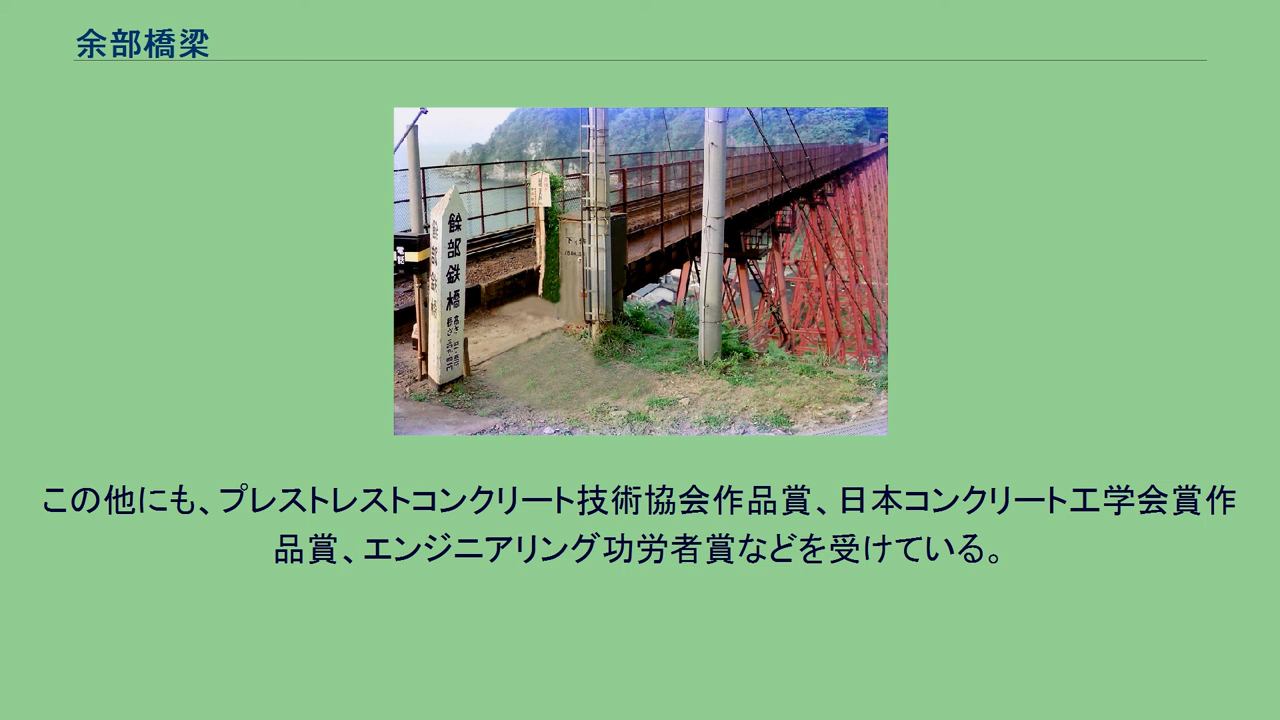 余部橋梁
餘部鉄橋
電話
この他にも、プレストレストコンクリート技術協会作品賞、日本コンクリート工学会賞作
品賞、エンジニアリング功労者賞などを受けている。